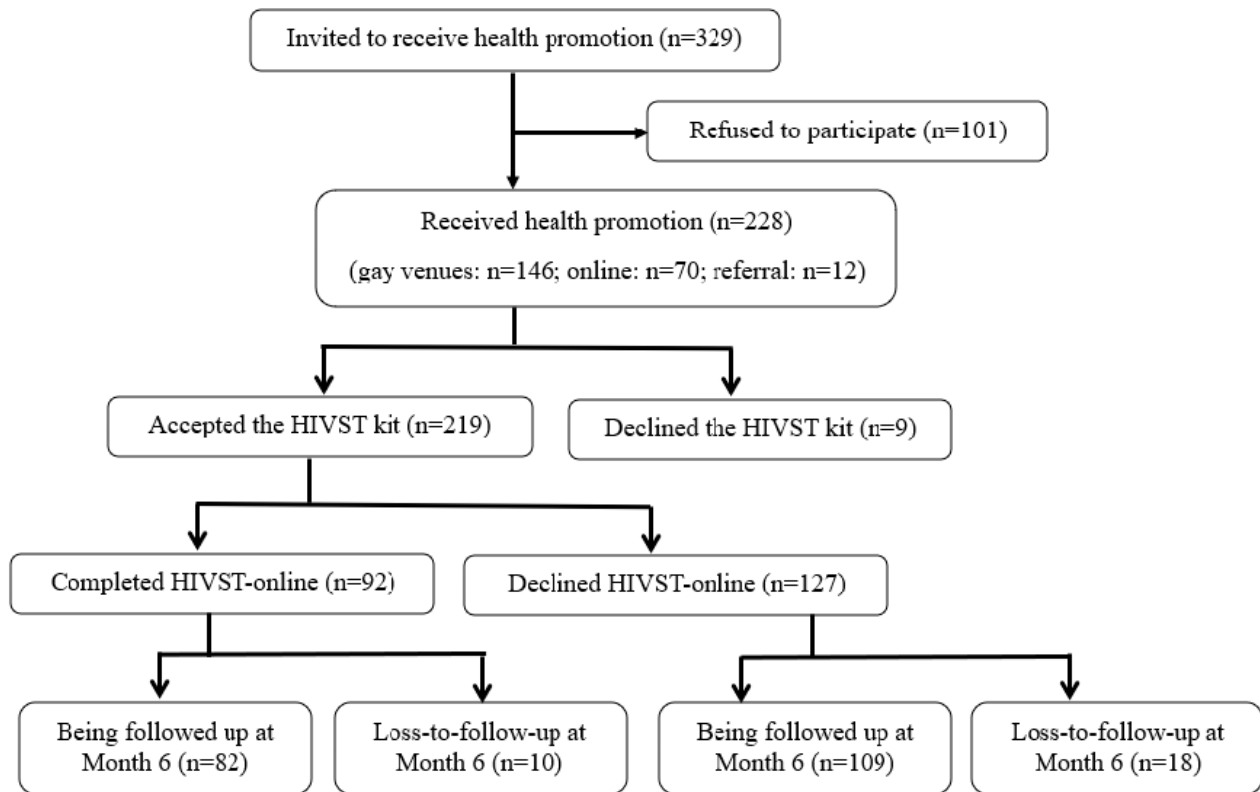 Invited to receive health promotion (n=329)
Refused to participate (n=101)
Received health promotion (n=228)
(gay venues: n=146; online: n=70; referral: n=12)
Accepted the HIVST kit (n=219)
Declined the HIVST kit (n=9)
Completed HIVST-online (n=92)
Declined HIVST-online (n=127)
Being followed up at
Month 6 (n=82)
Loss-to-follow-up at
Month 6 (n=10)
Being followed up at
Month 6 (n=109)
Loss-to-follow-up at
Month 6 (n=18)